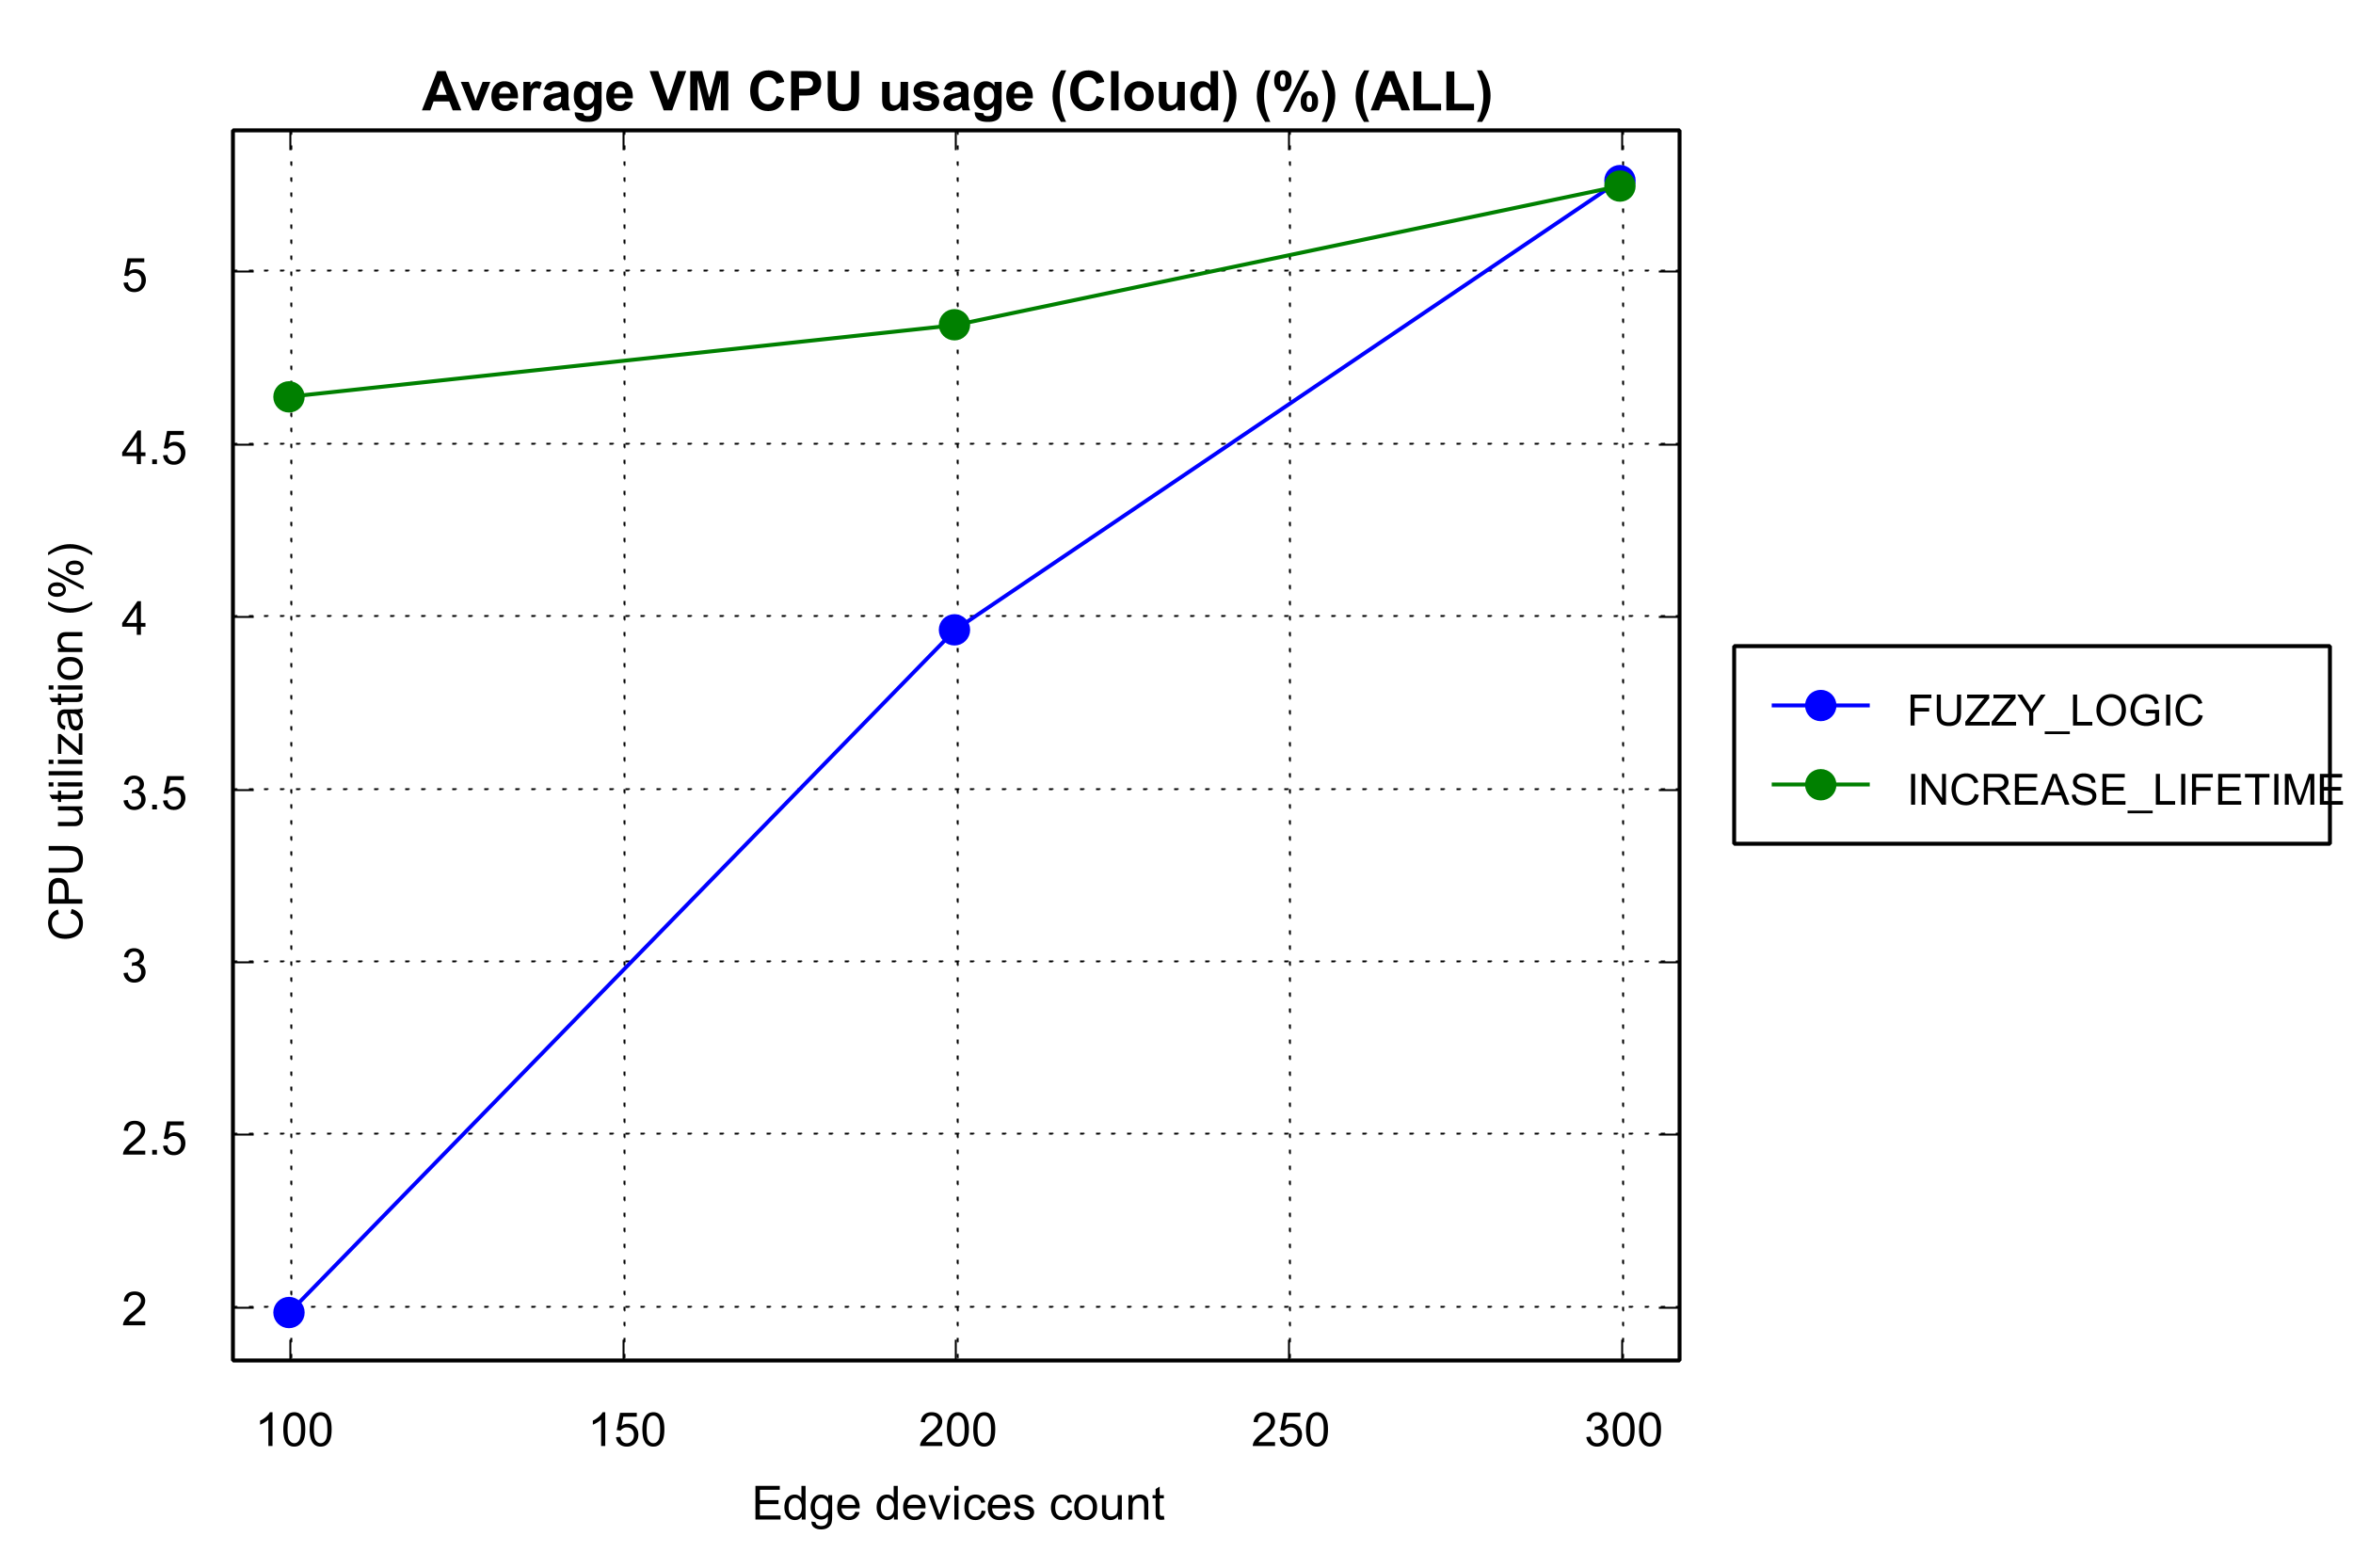 Average VM CPU usage (Cloud) (%) (ALL)
5
4.5
4
3.5
3
2.5
2
CPU utilization (%)
100 150 200 250 300
Edge devices count
FUZZY_LOGIC
INCREASE_LIFETIME